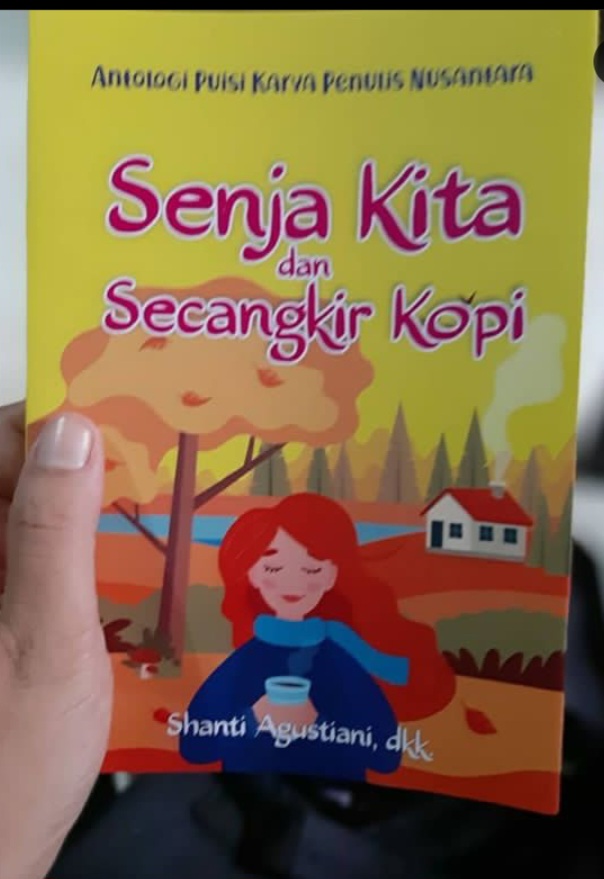 Antologi Puisi Karya Penulis Nusantara
Senja Kita
dan
Secangkir Kopi
Shanti Agustiani, dkk.